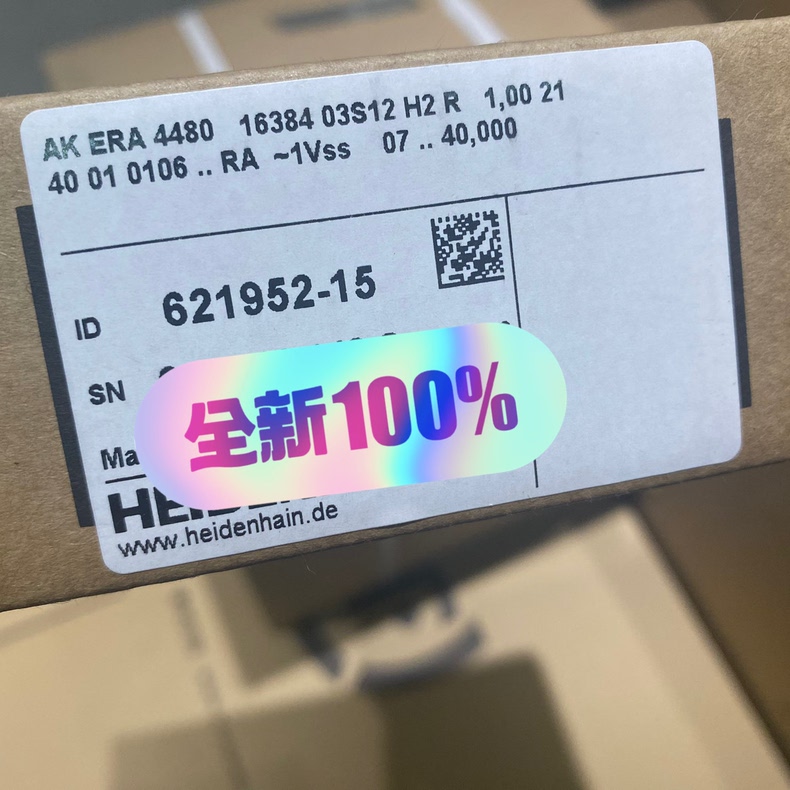 AK ERA 4480 16384 03S12 H2 R 1,00 21
40 01 0106 .. RA ~1Vss 07 .. 40,000
ID 621952-15
SN
全新100%
www.heidenhain.de